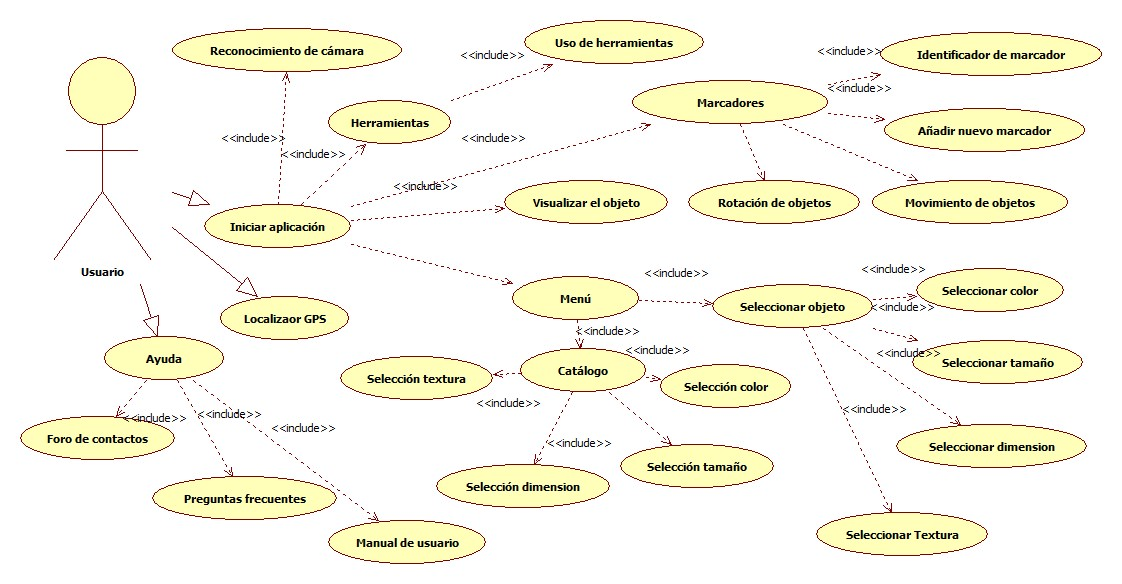 Reconocimiento de cámara
<<include>>
Uso de herramientas
<<include>>
Identificador de marcador
<<include>>
Marcadores
Herramientas
Añadir nuevo marcador
<<include>>
<<include>>
<<include>>
<<include>>
Visualizar el objeto
Rotación de objetos
Movimiento de objetos
Iniciar aplicación
Usuario
<<include>>
<<include>>
Seleccionar color
Menú
Seleccionar objeto
<<include>>
Localizaor GPS
<<include>>
Ayuda
<<include>>
<<include>>
Seleccionar tamaño
Selección textura
Catálogo
Selección color
<<include>>
<<include>>
<<include>>
<<include>>
<<include>>
Foro de contactos
<<include>>
Seleccionar dimension
Selección tamaño
Selección dimension
Preguntas frecuentes
Seleccionar Textura
Manual de usuario